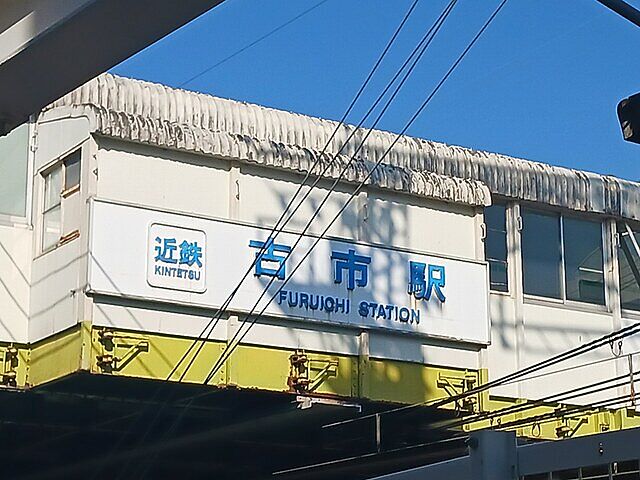 近鉄
KINTETSU
古市駅
FURUICHI STATION